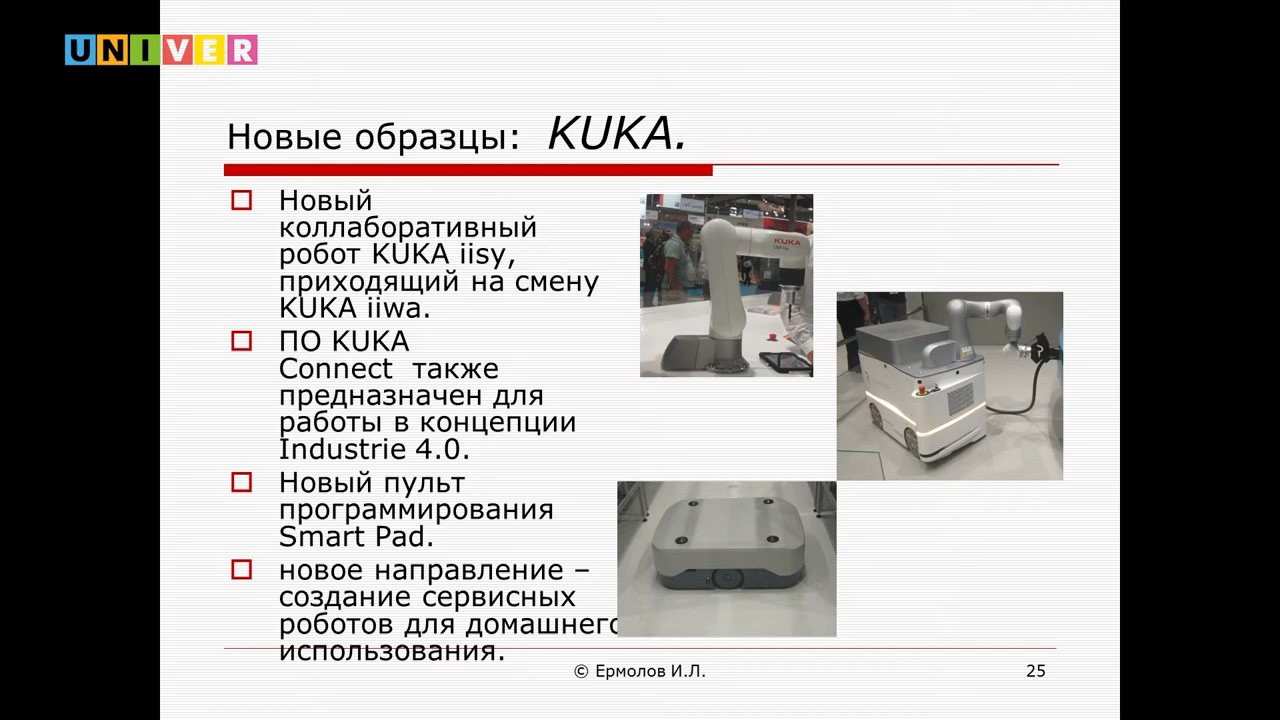 UNIVER
Новые образцы: KUKA.
Новый
коллаборативный
робот KUKA iisy,
приходящий на смену
KUKA iiwa.
ПО KUKA
Connect также
предназначен для
работы в концепции
Industrie 4.0.
Новый пульт
программирования
Smart Pad.
новое направление –
создание сервисных
роботов для домашнего
использования.
KUKA
© Ермолов И.Л.
25